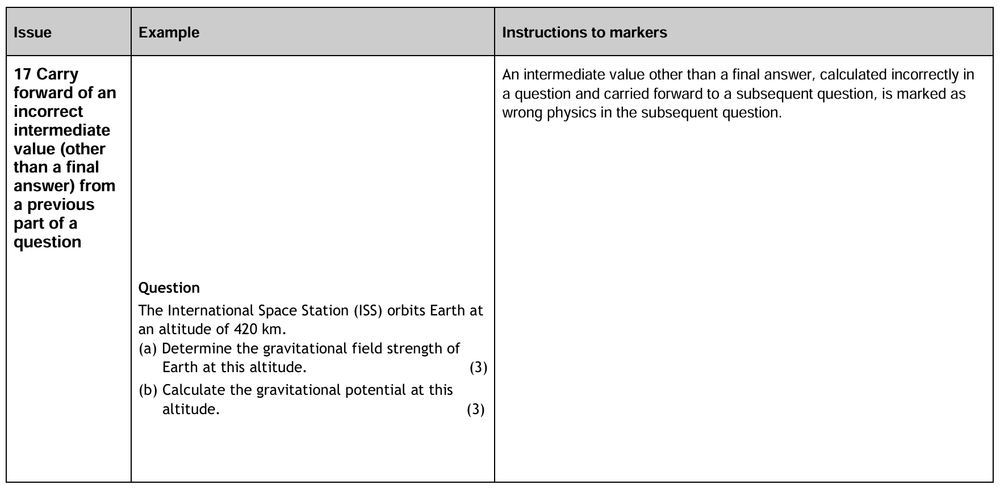 Issue
Example
Instructions to markers
17 Carry
forward of an
incorrect
intermediate
value (other
than a final
answer) from
a previous
part of a
question
Question
The International Space Station (ISS) orbits Earth at
an altitude of 420 km.
(a) Determine the gravitational field strength of
Earth at this altitude. (3)
(b) Calculate the gravitational potential at this
altitude. (3)
An intermediate value other than a final answer, calculated incorrectly in
a question and carried forward to a subsequent question, is marked as
wrong physics in the subsequent question.